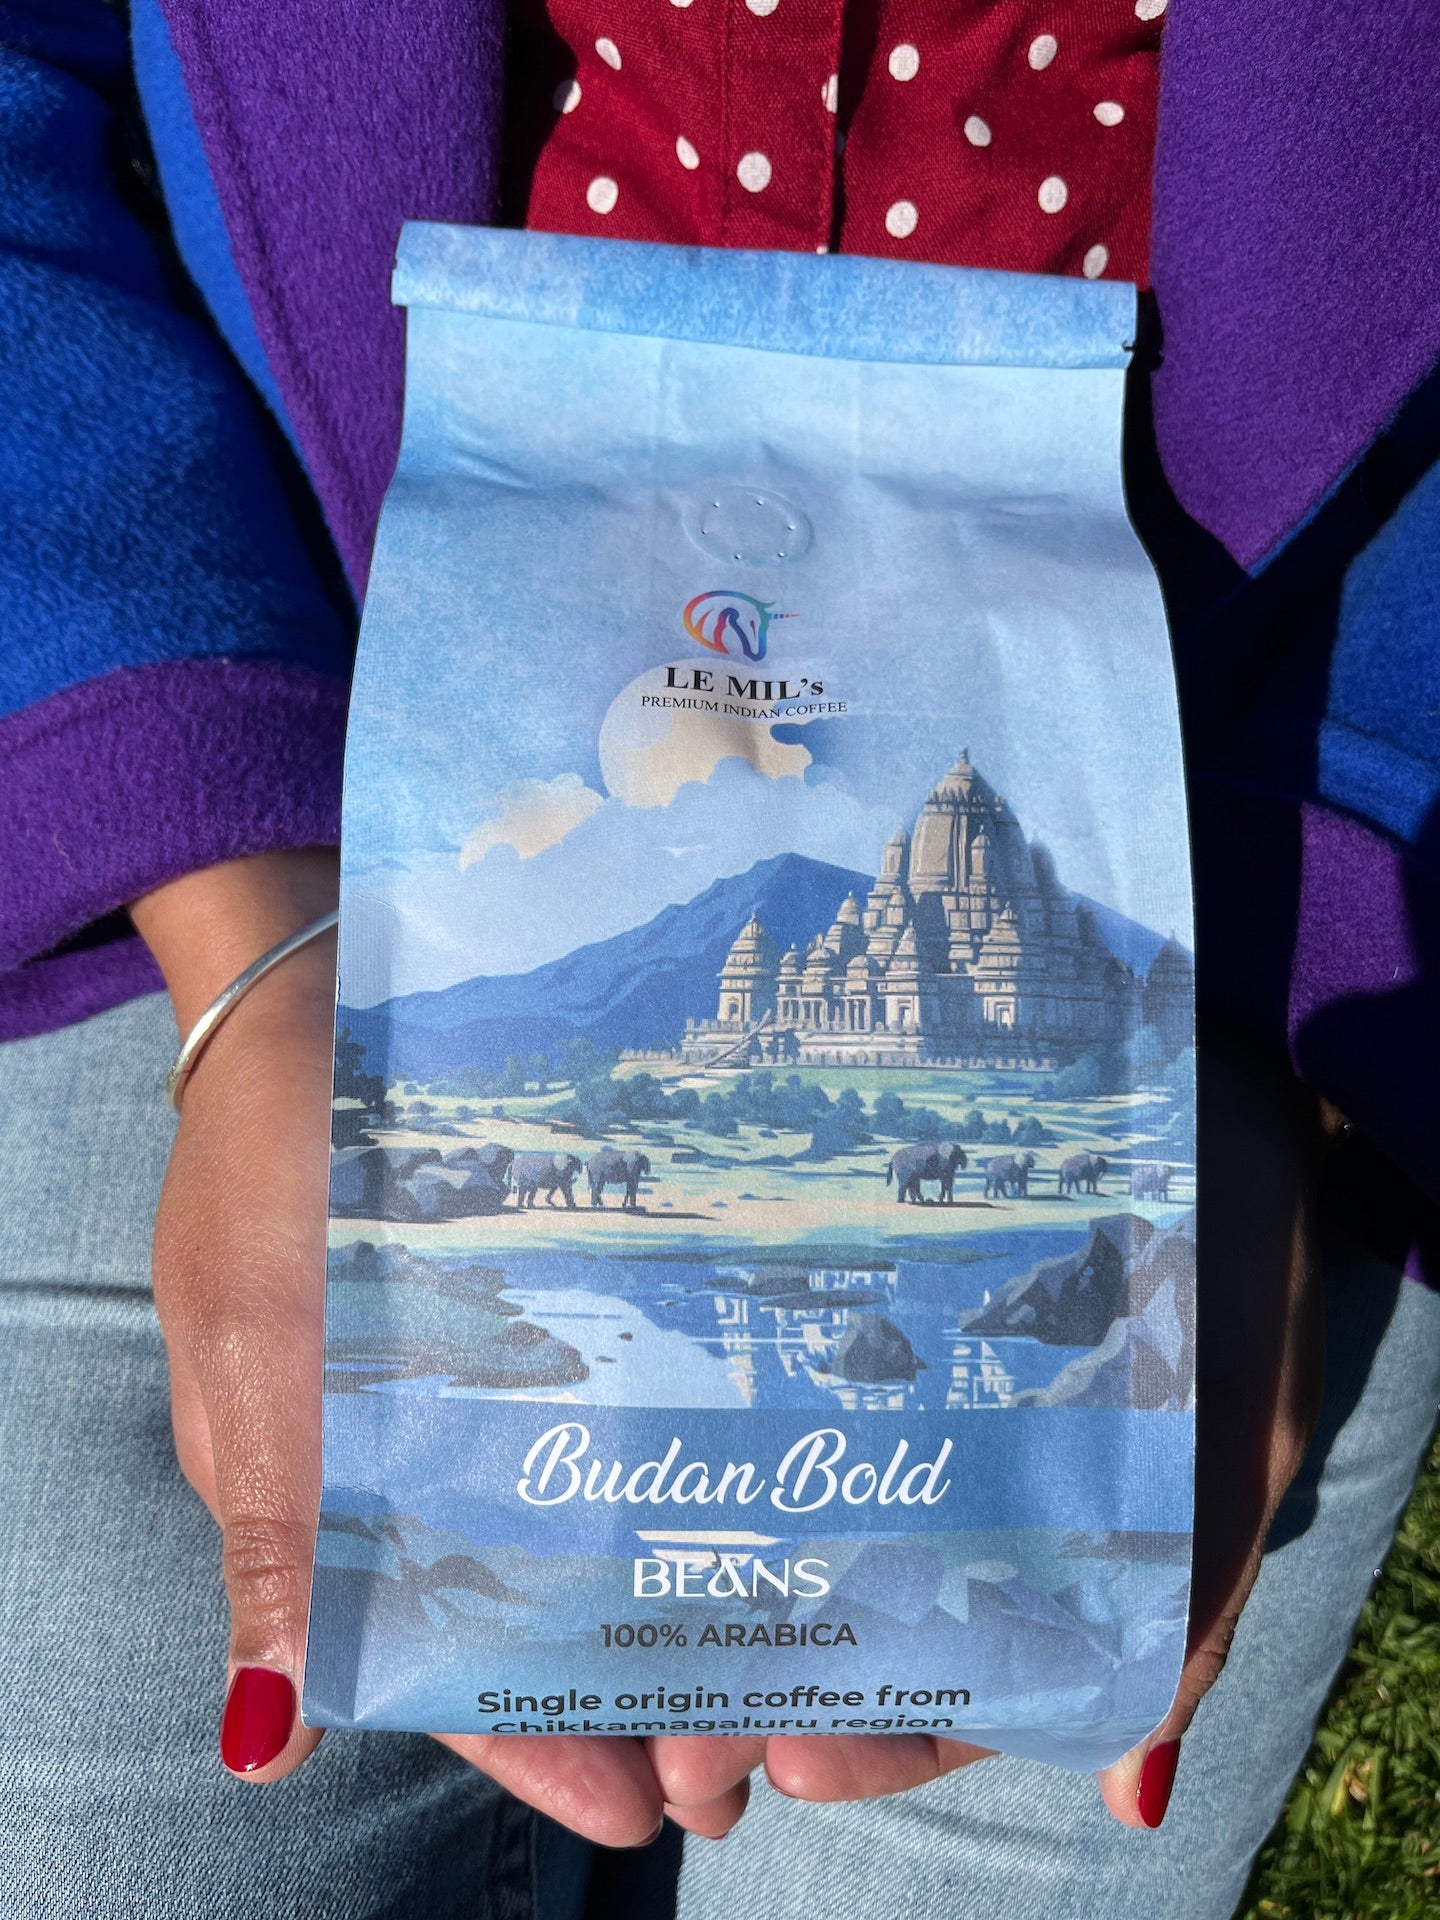 LE MIL's
PREMIUM INDIAN COFFEE
Budan Bold
BEANS
100% ARABICA
Single origin coffee from
Chikkamagaluru region